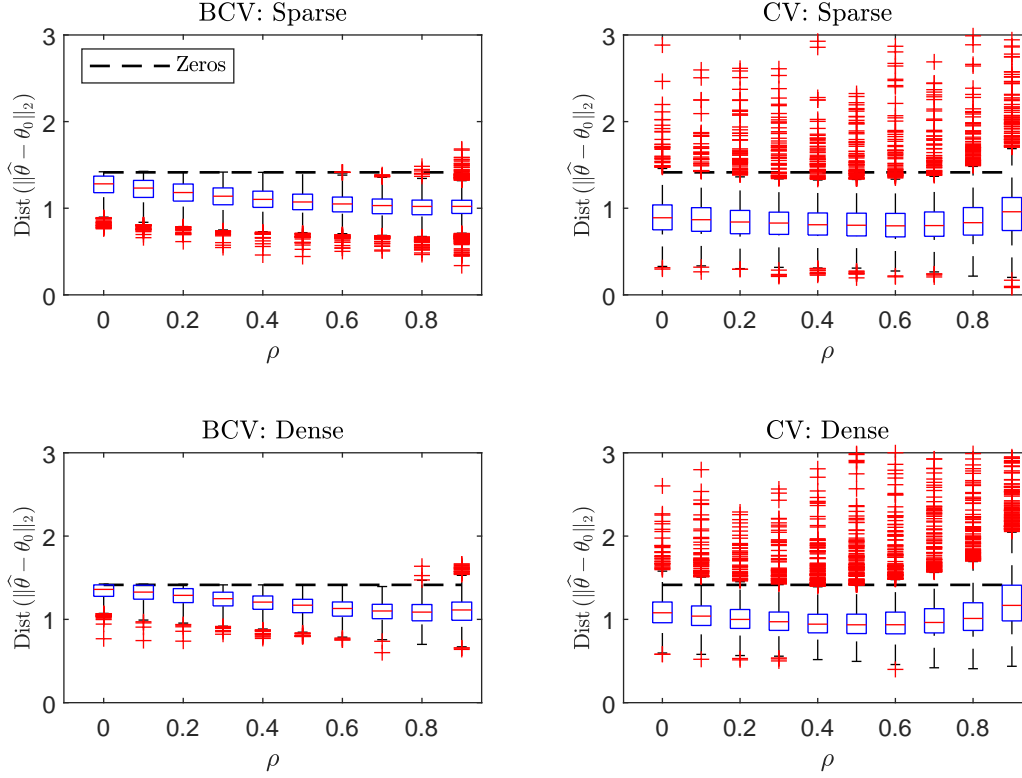 BCV: Sparse
Dist (||θ̂ − θ₀||₂)
3
2
1
0
Zeros
0 0.2 0.4 0.6 0.8
ρ
CV: Sparse
Dist (||θ̂ − θ₀||₂)
3
2
1
0
0 0.2 0.4 0.6 0.8
ρ
BCV: Dense
Dist (||θ̂ − θ₀||₂)
3
2
1
0
0 0.2 0.4 0.6 0.8
ρ
CV: Dense
Dist (||θ̂ − θ₀||₂)
3
2
1
0
0 0.2 0.4 0.6 0.8
ρ